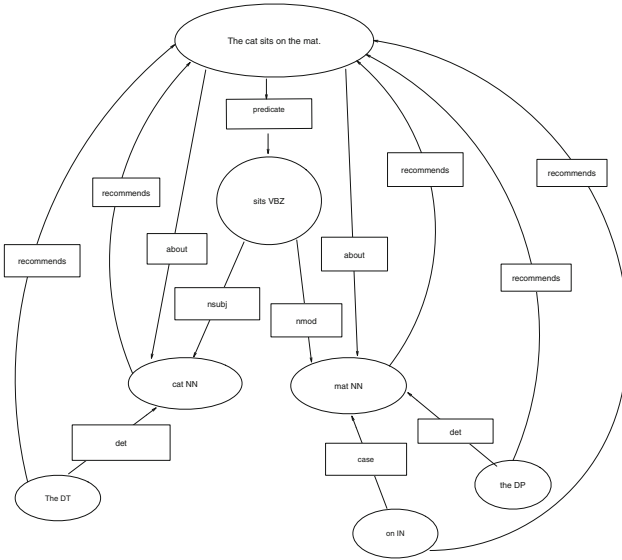 The cat sits on the mat.
predicate
recommends
recommends
recommends
sits VBZ
about
about
recommends
recommends
nsubj
nmod
cat NN
mat NN
det
det
case
The DT
the DP
on IN